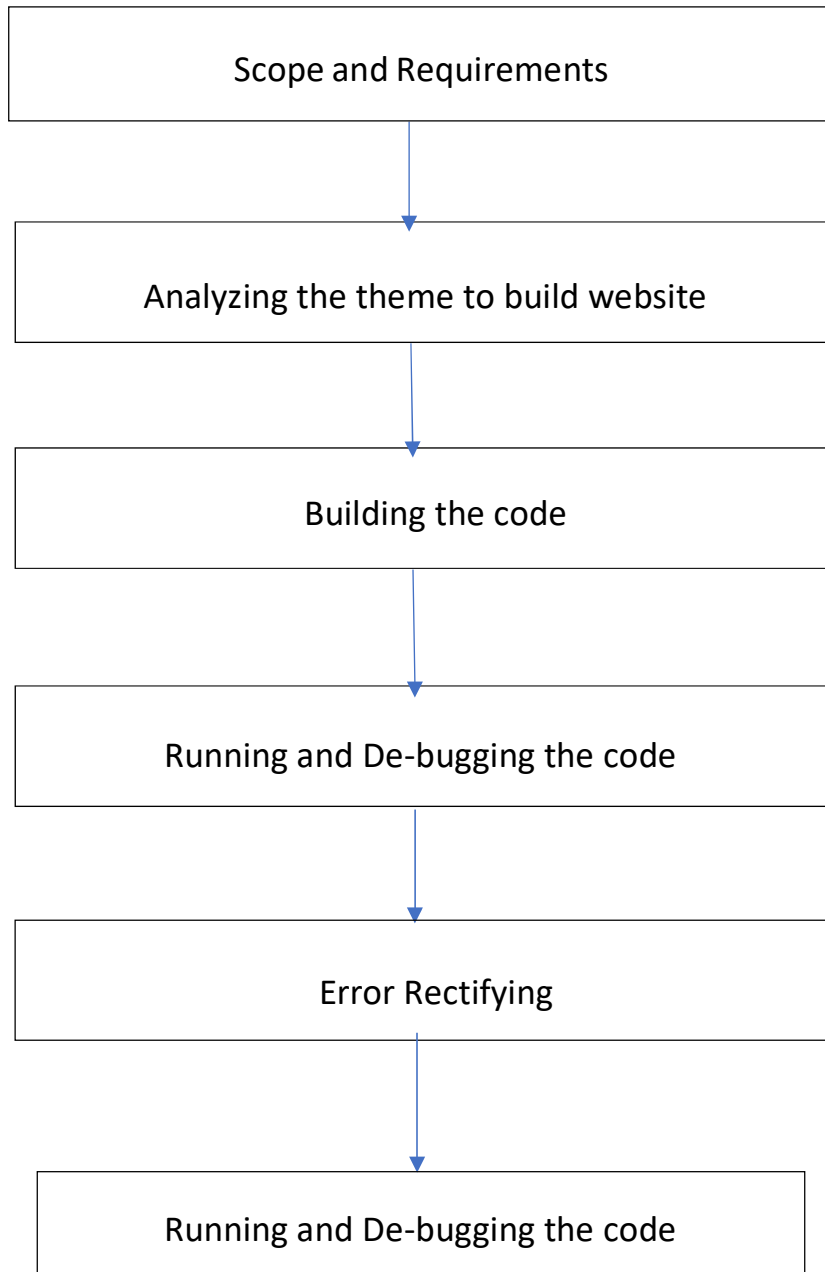 Scope and Requirements
Analyzing the theme to build website
Building the code
Running and De-bugging the code
Error Rectifying
Running and De-bugging the code